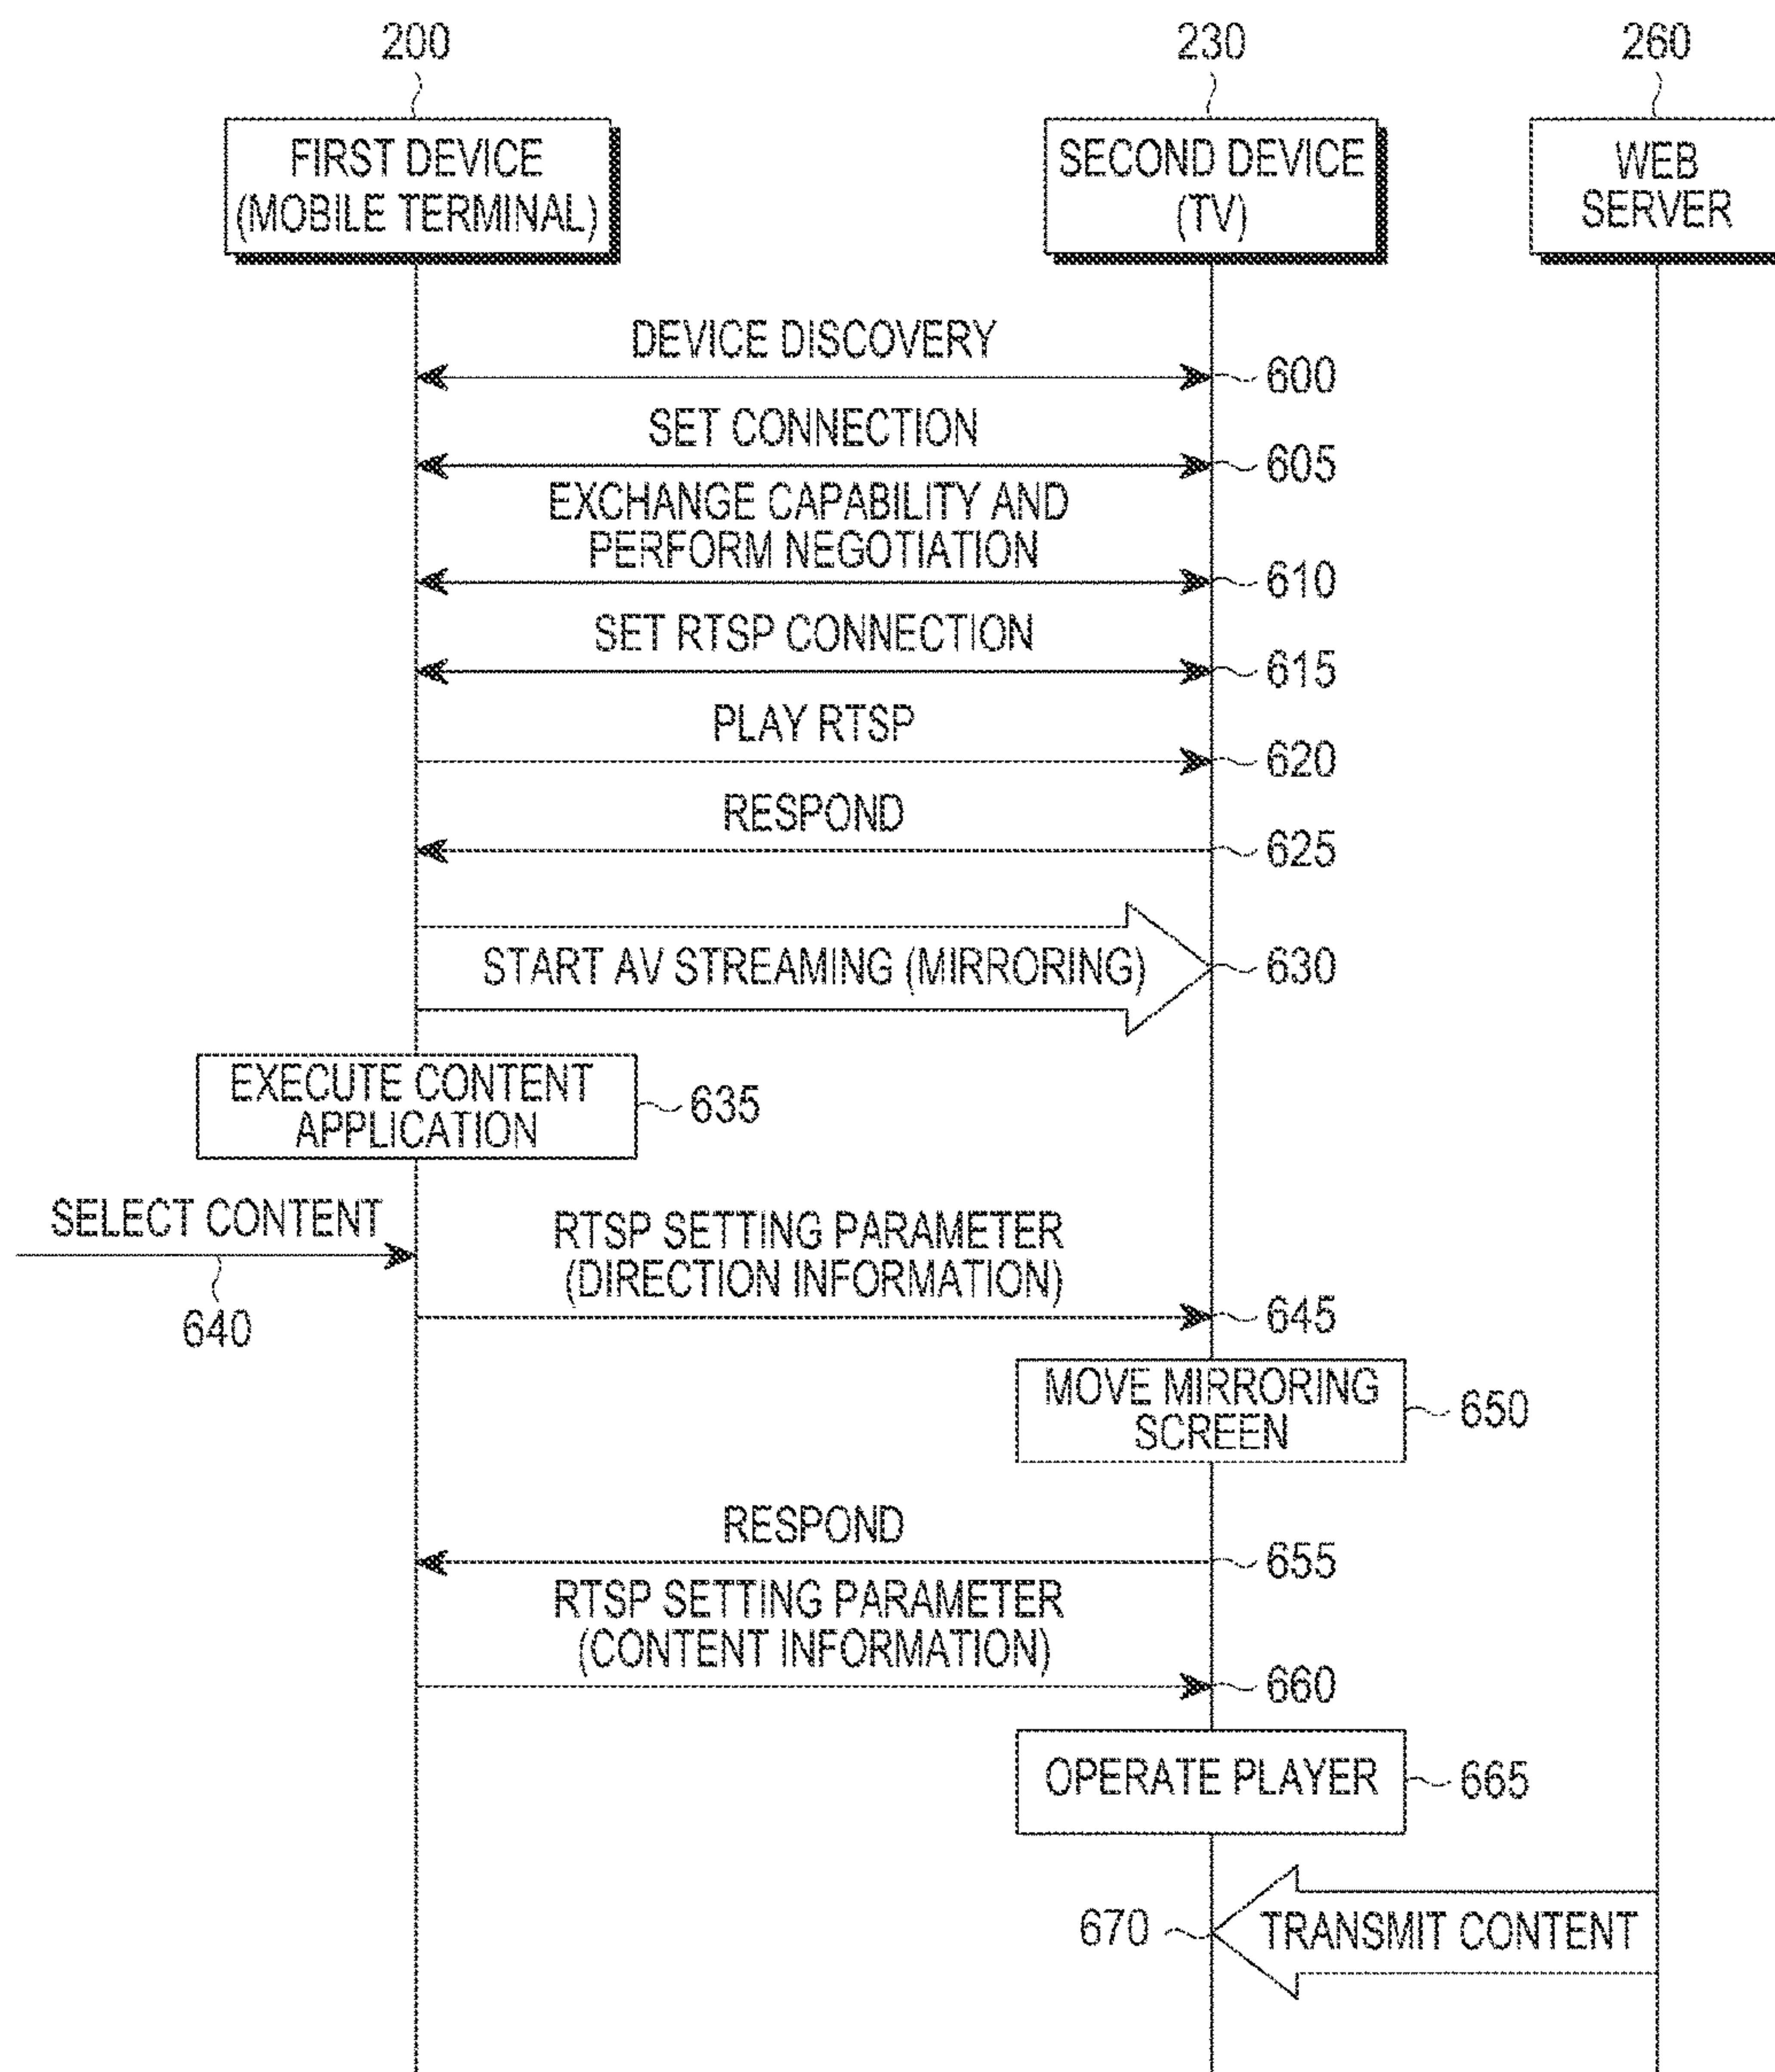 200
230
260
FIRST DEVICE
(MOBILE TERMINAL)
SECOND DEVICE
(TV)
WEB
SERVER
DEVICE DISCOVERY
600
SET CONNECTION
605
EXCHANGE CAPABILITY AND
PERFORM NEGOTIATION
610
SET RTSP CONNECTION
615
PLAY RTSP
620
RESPOND
625
START AV STREAMING (MIRRORING)
630
EXECUTE CONTENT
APPLICATION
635
SELECT CONTENT
640
RTSP SETTING PARAMETER
(DIRECTION INFORMATION)
645
MOVE MIRRORING
SCREEN
650
RESPOND
655
RTSP SETTING PARAMETER
(CONTENT INFORMATION)
660
OPERATE PLAYER
665
670
TRANSMIT CONTENT